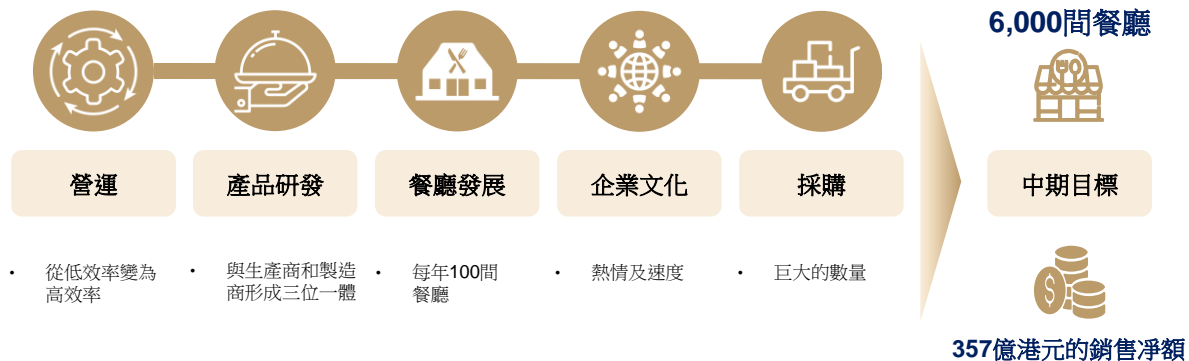 6,000間餐廳
營運
產品研發
餐廳發展
企業文化
採購
中期目標
• 從低效率變為
高效率
• 與生產商和製造
商形成三位一體
• 每年100間
餐廳
• 熱情及速度
• 巨大的數量
$
357億港元的銷售淨額